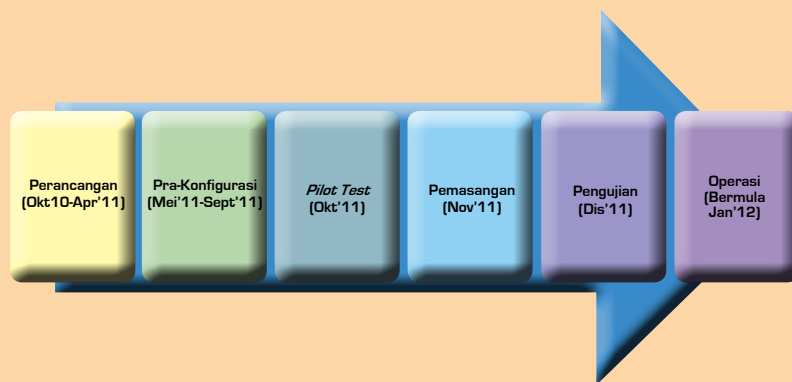 Perancangan
(Okt10-Apr'11)
Pra-Konfigurasi
(Mei'11-Sept'11)
Pilot Test
(Okt'11)
Pemasangan
(Nov'11)
Pengujian
(Dis'11)
Operasi
(Bermula
Jan'12)